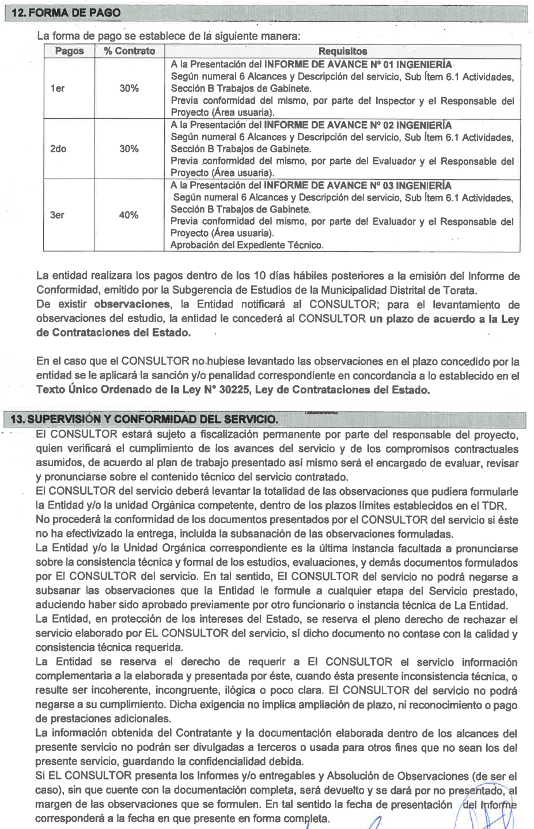 12. FORMA DE PAGO
La forma de pago se establece de la siguiente manera:
Pagos % Contrato Requisitos
1er 30% A la Presentación del INFORME DE AVANCE Nº 01 INGENIERÍA
Según numeral 6 Alcances y Descripción del servicio, Sub Ítem 6.1 Actividades,
Sección B Trabajos de Gabinete.
Previa conformidad del mismo, por parte del Inspector y el Responsable del
Proyecto (Área usuaria).
2do 30% A la Presentación del INFORME DE AVANCE Nº 02 INGENIERÍA
Según numeral 6 Alcances y Descripción del servicio, Sub Item 6.1 Actividades,
Sección B Trabajos de Gabinete.
Previa conformidad del mismo, por parte del Evaluador y el Responsable del
Proyecto (Área usuaria).
3er 40% A la Presentación del INFORME DE AVANCE Nº 03 INGENIERÍA
Según numeral 6 Alcances y Descripción del servicio, Sub Item 6.1 Actividades,
Sección B Trabajos de Gabinete.
Previa conformidad del mismo, por parte del Evaluador y el Responsable del
Proyecto (Área usuaria).
Aprobación del Expediente Técnico.
La entidad realizara los pagos dentro de los 10 días hábiles posteriores a la emisión del Informe de
Conformidad, emitido por la Subgerencia de Estudios de la Municipalidad Distrital de Torata.
De existir observaciones, la Entidad notificará al CONSULTOR; para el levantamiento de
observaciones del estudio, la entidad le concederá al CONSULTOR un plazo de acuerdo a la Ley
de Contrataciones del Estado.
En el caso que el CONSULTOR no hubiese levantado las observaciones en el plazo concedido por la
entidad se le aplicará la sanción y/o penalidad correspondiente en concordancia a lo establecido en el
Texto Único Ordenado de la Ley N° 30225, Ley de Contrataciones del Estado.
13. SUPERVISIÓN Y CONFORMIDAD DEL SERVICIO.
El CONSULTOR estará sujeto a fiscalización permanente por parte del responsable del proyecto,
quien verificará el cumplimiento de los avances del servicio y de los compromisos contractuales
asumidos, de acuerdo al plan de trabajo presentado así mismo será el encargado de evaluar, revisar
y pronunciarse sobre el contenido técnico del servicio contratado.
El CONSULTOR del servicio deberá levantar la totalidad de las observaciones que pudiera formularle
la Entidad y/o la unidad Orgánica competente, dentro de los plazos límites establecidos en el TDR.
No procederá la conformidad de los documentos presentados por el CONSULTOR del servicio si éste
no ha efectivizado la entrega, incluida la subsanación de las observaciones formuladas.
La Entidad y/o la Unidad Orgánica correspondiente es la última instancia facultada a pronunciarse
sobre la consistencia técnica y formal de los estudios, evaluaciones, y demás documentos formulados
por El CONSULTOR del servicio. En tal sentido, El CONSULTOR del servicio no podrá negarse a
subsanar las observaciones que la Entidad le formule a cualquier etapa del Servicio prestado,
aduciendo haber sido aprobado previamente por otro funcionario o instancia técnica de La Entidad.
La Entidad, en protección de los intereses del Estado, se reserva el pleno derecho de rechazar el
servicio elaborado por EL CONSULTOR del servicio, sí dicho documento no contase con la calidad y
consistencia técnica requerida.
La Entidad se reserva el derecho de requerir a El CONSULTOR el servicio información
complementaria a la elaborada y presentada por éste, cuando ésta presente inconsistencia técnica, o
resulte ser incoherente, incongruente, ilógica o poco clara. El CONSULTOR del servicio no podrá
negarse a su cumplimiento. Dicha exigencia no implica ampliación de plazo, ni reconocimiento o pago
de prestaciones adicionales.
La información obtenida del Contratante y la documentación elaborada dentro de los alcances del
presente servicio no podrán ser divulgadas a terceros o usada para otros fines que no sean los del
presente servicio, guardando la confidencialidad debida.
Si EL CONSULTOR presenta los Informes y/o entregables y Absolución de Observaciones (de ser el
caso), sin que cuente con la documentación completa, será devuelto y se dará por no presentado, al
margen de las observaciones que se formulen. En tal sentido la fecha de presentación del Informe
corresponderá a la fecha en que presente en forma completa.